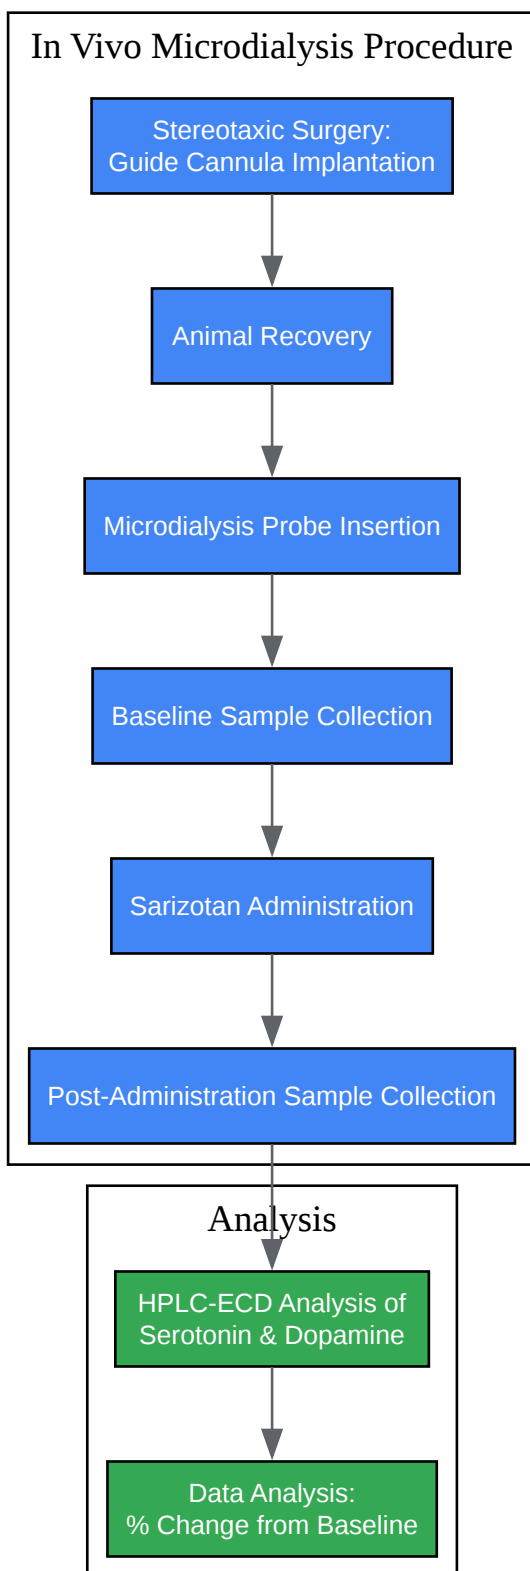 In Vivo Microdialysis Procedure
Stereotaxic Surgery:
Guide Cannula Implantation
Animal Recovery
Microdialysis Probe Insertion
Baseline Sample Collection
Sarizotan Administration
Post-Administration Sample Collection
Analysis
HPLC-ECD Analysis of
Serotonin & Dopamine
Data Analysis:
% Change from Baseline